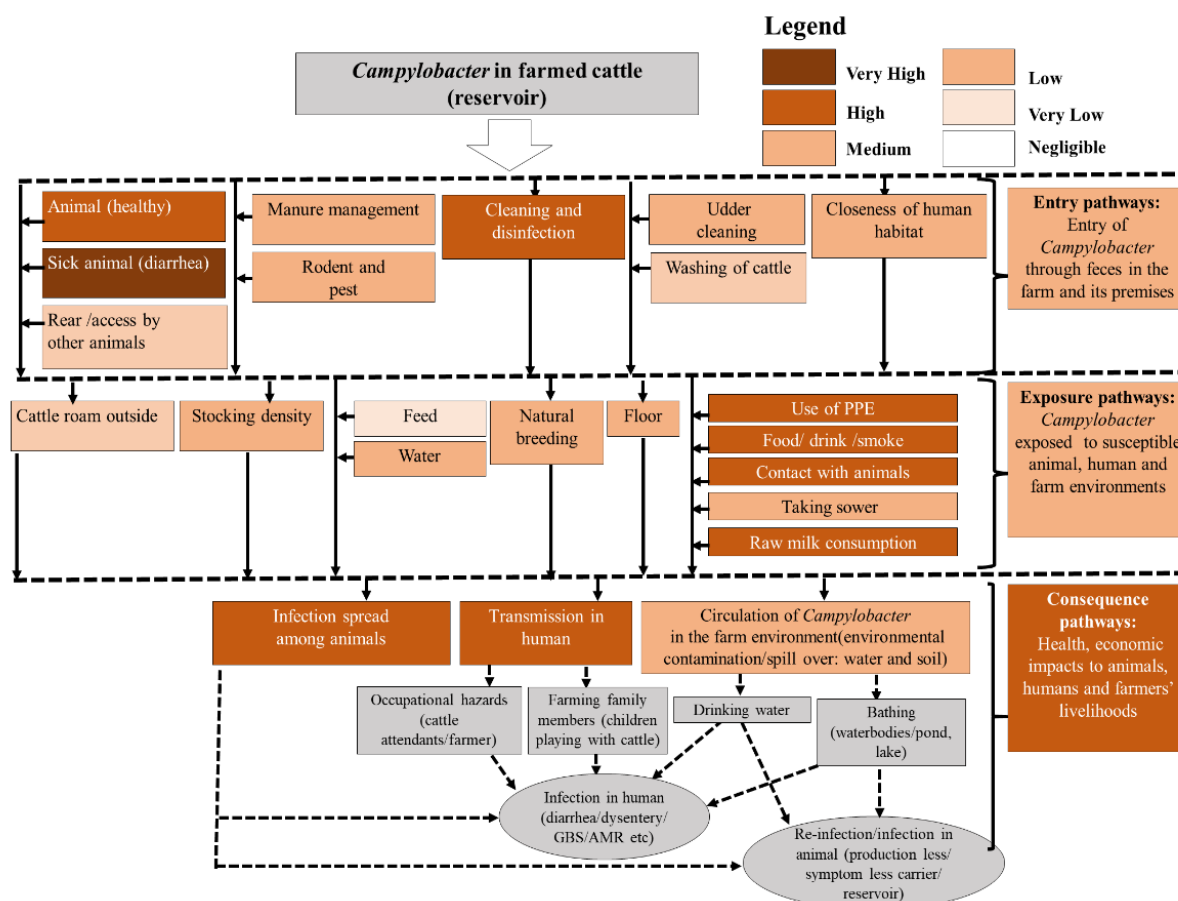 Legend
Very High
High
Medium
Low
Very Low
Negligible
Campylobacter in farmed cattle
(reservoir)
Animal (healthy)
Sick animal (diarrhea)
Rear /access by
other animals
Manure management
Rodent and
pest
Cleaning and
disinfection
Udder
cleaning
Washing of cattle
Closeness of human
habitat
Entry pathways:
Entry of
Campylobacter
through feces in the
farm and its premises
Cattle roam outside
Stocking density
Feed
Water
Natural
breeding
Floor
Use of PPE
Food/ drink /smoke
Contact with animals
Taking sower
Raw milk consumption
Exposure pathways:
Campylobacter
exposed to susceptible
animal, human and
farm environments
Infection spread
among animals
Transmission in
human
Circulation of Campylobacter
in the farm environment(environmental
contamination/spill over: water and soil)
Consequence
pathways:
Health, economic
impacts to animals,
humans and farmers'
livelihoods
Occupational hazards
(cattle
attendants/farmer)
Farming family
members (children
playing with cattle)
Drinking water
Bathing
(waterbodies/pond,
lake)
Infection in human
(diarrhea/dysentery/
GBS/AMR etc)
Re-infection/infection in
animal (production less/
symptom less carrier/
reservoir)